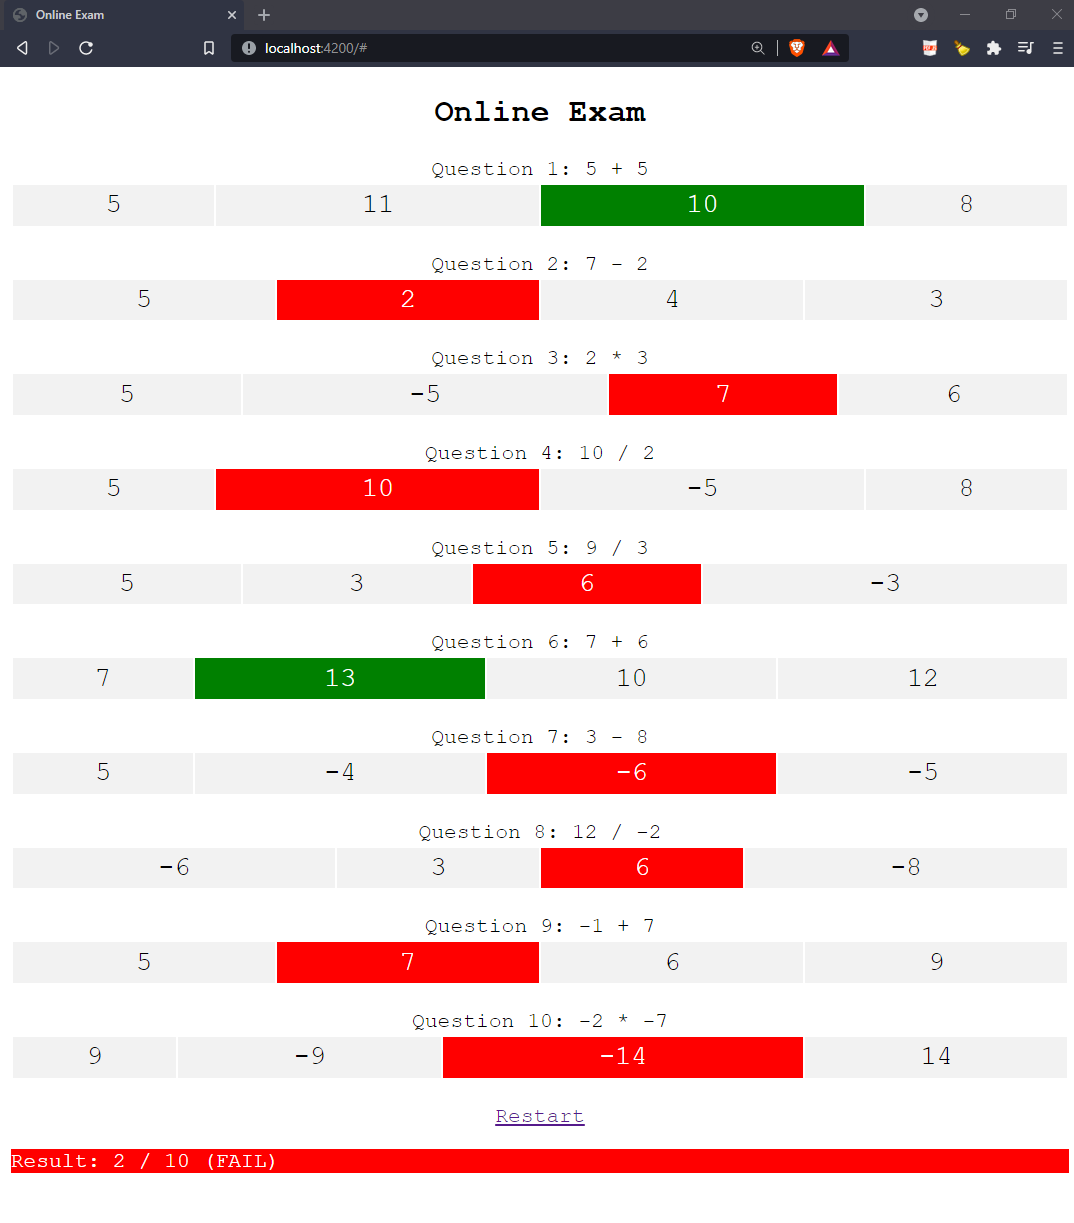 Online Exam
localhost:4200/#
Online Exam
Question 1: 5 + 5
5 11 10 8
Question 2: 7 - 2
5 2 4 3
Question 3: 2 * 3
5 -5 7 6
Question 4: 10 / 2
5 10 -5 8
Question 5: 9 / 3
5 3 6 -3
Question 6: 7 + 6
7 13 10 12
Question 7: 3 - 8
5 -4 -6 -5
Question 8: 12 / -2
-6 3 6 -8
Question 9: -1 + 7
5 7 6 9
Question 10: -2 * -7
9 -9 -14 14
Restart
Result: 2 / 10 (FAIL)